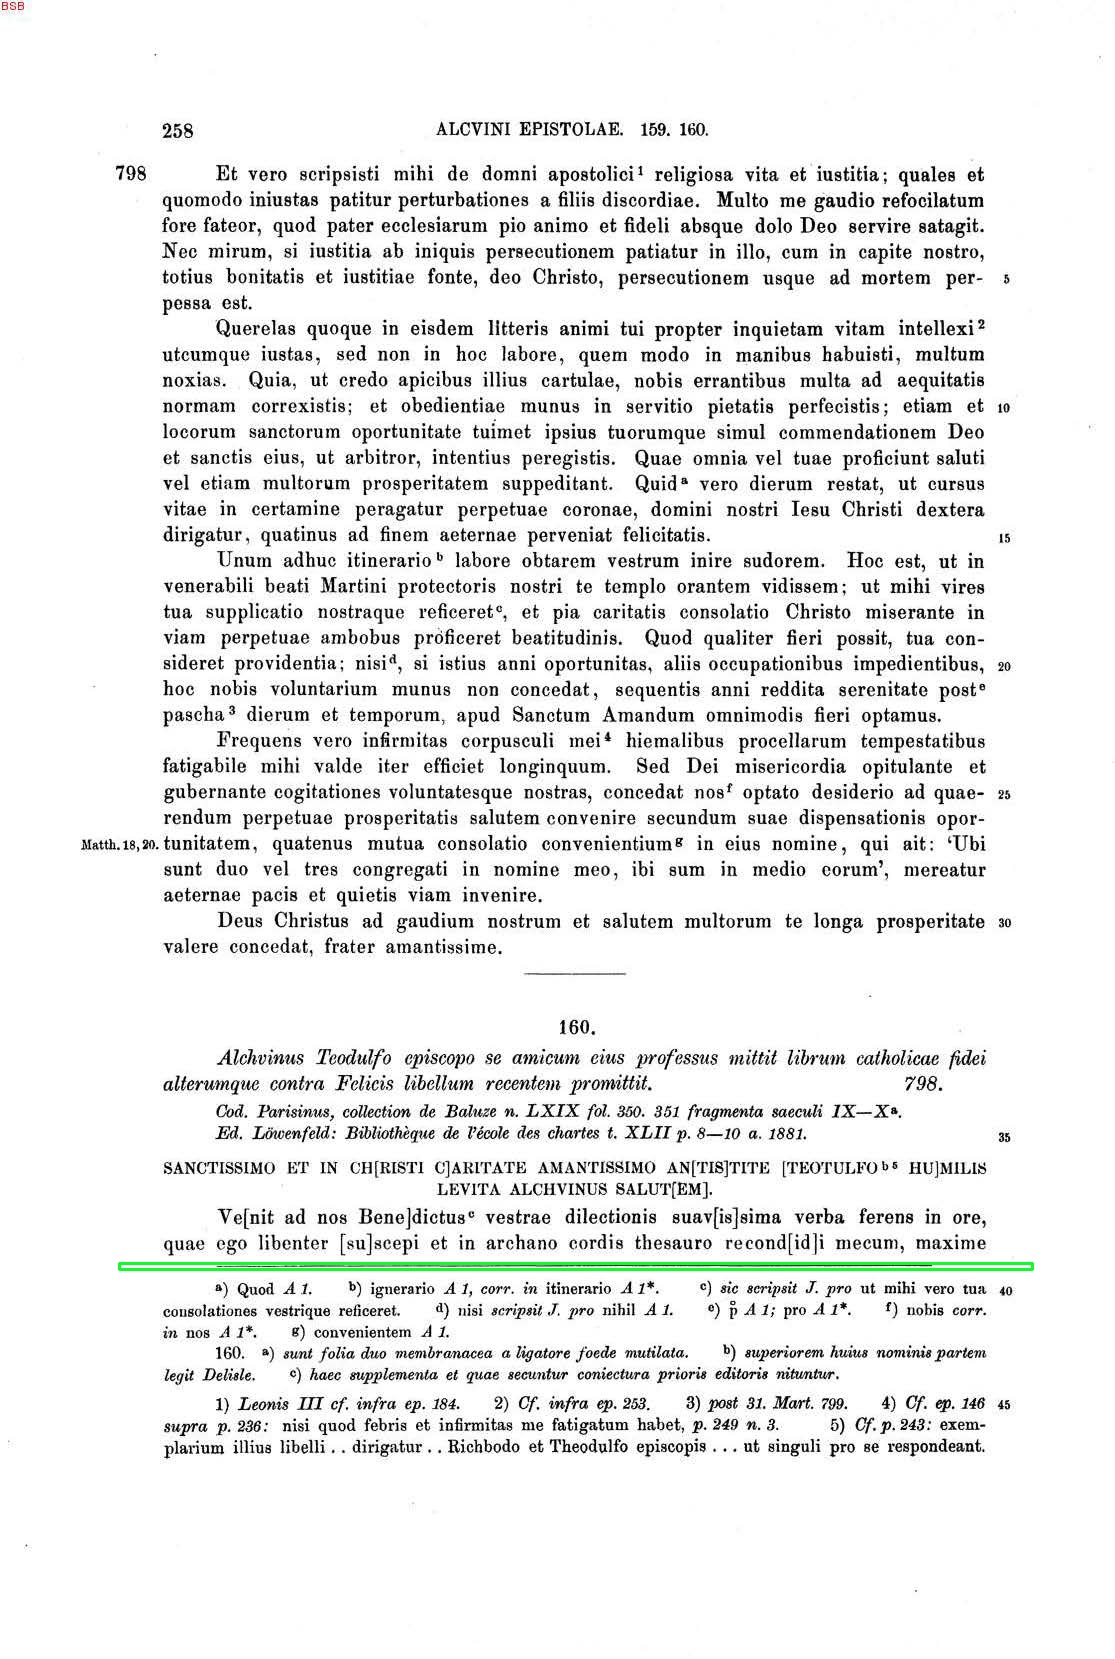 BSB
258 ALCVINI EPISTOLAE. 159. 160.
798 Et vero scripsisti mihi de domni apostolici¹ religiosa vita et iustitia; quales et
quomodo iniustas patitur perturbationes a filiis discordiae. Multo me gaudio refocilatum
fore fateor, quod pater ecclesiarum pio animo et fideli absque dolo Deo servire satagit.
Nec mirum, si iustitia ab iniquis persecutionem patiatur in illo, cum in capite nostro,
totius bonitatis et iustitiae fonte, deo Christo, persecutionem usque ad mortem per- 5
pessa est.
Querelas quoque in eisdem litteris animi tui propter inquietam vitam intellexi²
utcumque iustas, sed non in hoc labore, quem modo in manibus habuisti, multum
noxias. Quia, ut credo apicibus illius cartulae, nobis errantibus multa ad aequitatis
normam correxistis; et obedientiae munus in servitio pietatis perfecistis; etiam et 10
locorum sanctorum oportunitate tuimet ipsius tuorumque simul commendationem Deo
et sanctis eius, ut arbitror, intentius peregistis. Quae omnia vel tuae proficiunt saluti
vel etiam multorum prosperitatem suppeditant. Quidᵃ vero dierum restat, ut cursus
vitae in certamine peragatur perpetuae coronae, domini nostri Iesu Christi dextera
dirigatur, quatinus ad finem aeternae perveniat felicitatis. 15
Unum adhuc itinerarioᵇ labore obtarem vestrum inire sudorem. Hoc est, ut in
venerabili beati Martini protectoris nostri te templo orantem vidissem; ut mihi vires
tua supplicatio nostraque reficeretᶜ, et pia caritatis consolatio Christo miserante in
viam perpetuae ambobus proficeret beatitudinis. Quod qualiter fieri possit, tua con-
sideret providentia; nisiᵈ, si istius anni oportunitas, aliis occupationibus impedientibus, 20
hoc nobis voluntarium munus non concedat, sequentis anni reddita serenitate postᵉ
pascha³ dierum et temporum, apud Sanctum Amandum omnimodis fieri optamus.
Frequens vero infirmitas corpusculi mei⁴ hiemalibus procellarum tempestatibus
fatigabile mihi valde iter efficiet longinquum. Sed Dei misericordia opitulante et
gubernante cogitationes voluntatesque nostras, concedat nosᶠ optato desiderio ad quae- 25
rendum perpetuae prosperitatis salutem convenire secundum suae dispensationis opor-
Matth. 18, 20. tunitatem, quatenus mutua consolatio convenientiumᵍ in eius nomine, qui ait: ‘Ubi
sunt duo vel tres congregati in nomine meo, ibi sum in medio eorum’, mereatur
aeternae pacis et quietis viam invenire.
Deus Christus ad gaudium nostrum et salutem multorum te longa prosperitate 30
valere concedat, frater amantissime.
160.
Alchvinus Teodulfo episcopo se amicum eius professus mittit librum catholicae fidei
alterumque contra Felicis libellum recentem promittit. 798.
Cod. Parisinus, collection de Baluze n. LXIX fol. 350. 351 fragmenta saeculi IX—Xᵃ.
Ed. Löwenfeld: Bibliothèque de l’école des chartes t. XLII p. 8—10 a. 1881. 35
SANCTISSIMO ET IN CH[RISTI C]ARITATE AMANTISSIMO AN[TIS]TITE [TEOTULFOᵇ⁵ HU]MILIS
LEVITA ALCHVINUS SALUT[EM].
Ve[nit ad nos Bene]dictusᶜ vestrae dilectionis suav[is]sima verba ferens in ore,
quae ego libenter [su]scepi et in archano cordis thesauro recond[id]i mecum, maxime
a) Quod A 1. b) ignerario A 1, corr. in itinerario A 1*. c) sic scripsit J. pro ut mihi vero tua 40
consolationes vestrique reficeret. d) nisi scripsit J. pro nihil A 1. e) p̊ A 1; pro A 1*. f) nobis corr.
in nos A 1*. g) convenientem A 1.
160. a) sunt folia duo membranacea a ligatore foede mutilata. b) superiorem huius nominis partem
legit Delisle. c) haec supplementa et quae secuntur coniectura prioris editoris nituntur.
1) Leonis III cf. infra ep. 184. 2) Cf. infra ep. 253. 3) post 31. Mart. 799. 4) Cf. ep. 146 45
supra p. 236: nisi quod febris et infirmitas me fatigatum habet, p. 249 n. 3. 5) Cf. p. 243: exem-
plarium illius libelli . . dirigatur . . Richbodo et Theodulfo episcopis . . . ut singuli pro se respondeant.